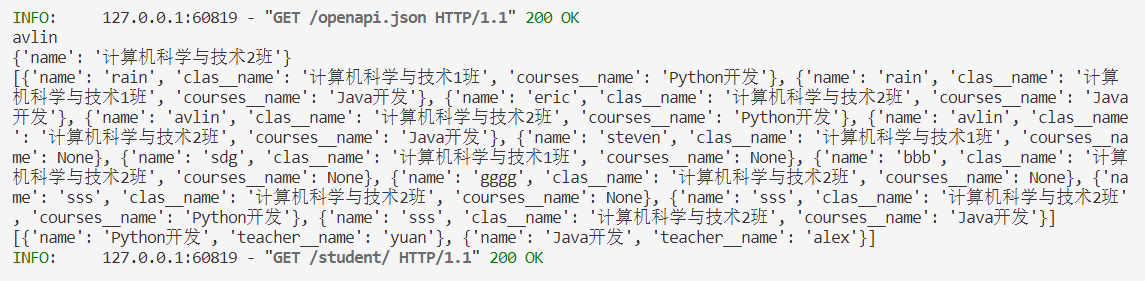 INFO:     127.0.0.1:60819 - "GET /openapi.json HTTP/1.1" 200 OK
avlin
{'name': '计算机科学与技术2班'}
[{'name': 'rain', 'clas__name': '计算机科学与技术1班', 'courses__name': 'Python开发'}, {'name': 'rain', 'clas__name': '计算
机科学与技术1班', 'courses__name': 'Java开发'}, {'name': 'eric', 'clas__name': '计算机科学与技术2班', 'courses__name': 'Java
开发'}, {'name': 'avlin', 'clas__name': '计算机科学与技术2班', 'courses__name': 'Python开发'}, {'name': 'avlin', 'clas__name
': '计算机科学与技术2班', 'courses__name': 'Java开发'}, {'name': 'steven', 'clas__name': '计算机科学与技术1班', 'courses__na
me': None}, {'name': 'sdg', 'clas__name': '计算机科学与技术1班', 'courses__name': None}, {'name': 'bbb', 'clas__name': '计算
机科学与技术2班', 'courses__name': None}, {'name': 'gggg', 'clas__name': '计算机科学与技术2班', 'courses__name': None}, {'na
me': 'sss', 'clas__name': '计算机科学与技术2班', 'courses__name': None}, {'name': 'sss', 'clas__name': '计算机科学与技术2班'
, 'courses__name': 'Python开发'}, {'name': 'sss', 'clas__name': '计算机科学与技术2班', 'courses__name': 'Java开发'}]
[{'name': 'Python开发', 'teacher__name': 'yuan'}, {'name': 'Java开发', 'teacher__name': 'alex'}]
INFO:     127.0.0.1:60819 - "GET /student/ HTTP/1.1" 200 OK